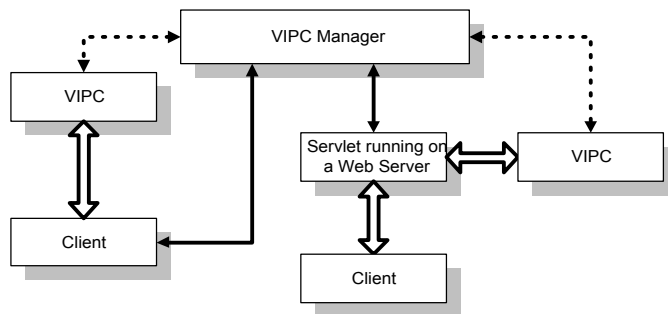 VIPC Manager
VIPC
Servlet running on
a Web Server
VIPC
Client
Client